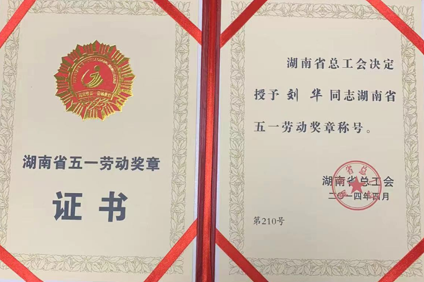 湖南省五一劳动奖章
证书
湖南省总工会决定
授予刘华同志湖南省
五一劳动奖章称号。
湖南省总工会
二〇一四年四月
第210号